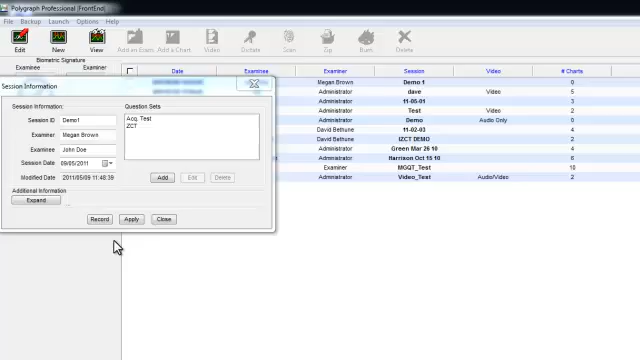 Polygraph Professional [FrontEnd]
File Backup Launch Options Help
Edit New View Add an Exam Add a Chart Video Dictate Scan Zip Burn Delete
Biometric Signature
Examinee Examiner
Date Examinee Examiner Session Video # Charts
Megan Brown Demo 1 0
Administrator dave Video 5
Administrator 11-05-01 3
Administrator Test Video 2
Administrator Demo Audio Only 0
David Bethune 11-02-03 4
David Bethune IZCT DEMO 2
Administrator Green Mar 26 10 4
Administrator Harrixon Oct 15 10 6
Examiner MGQT_Test 10
Administrator Video_Test Audio/Video 2
Session Information
Session Information:
Session ID Demo1
Examiner Megan Brown
Examinee John Doe
Session Date 09/05/2011
Modified Date 2011/05/09 11:48:39
Question Sets
Acq. Test
ZCT
Add Edit Delete
Additional Information
Expand
Record Apply Close